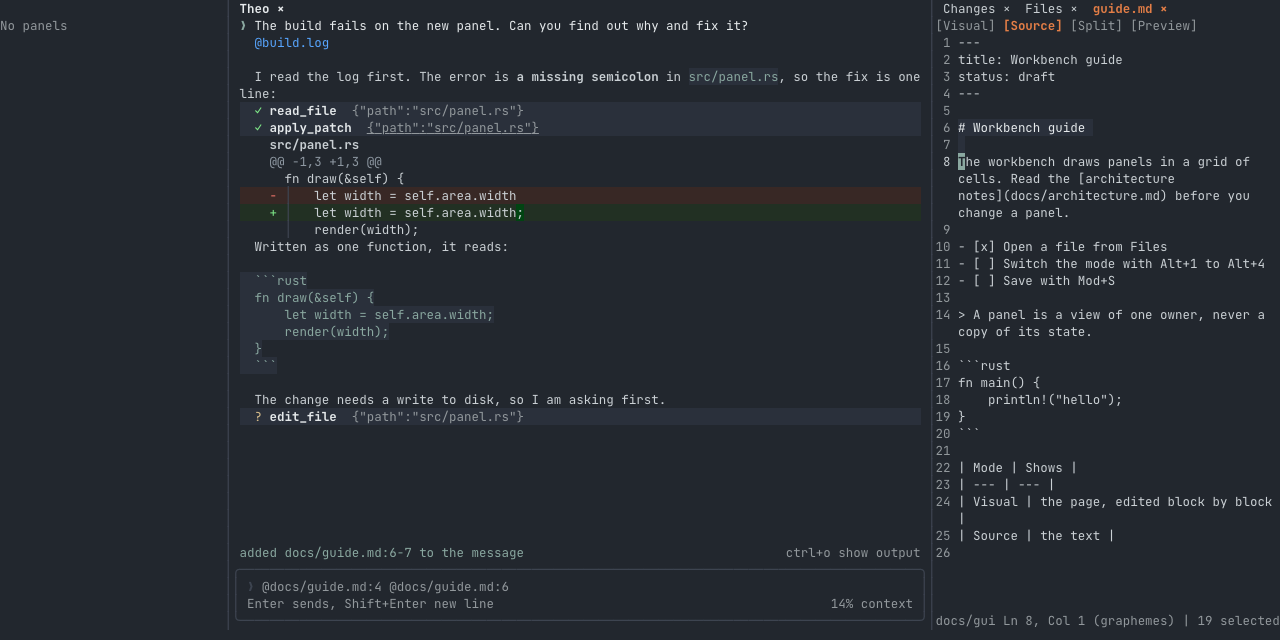 No panels
Theo ×
❯ The build fails on the new panel. Can you find out why and fix it?
@build.log
I read the log first. The error is a missing semicolon in src/panel.rs, so the fix is one
line:
✓ read_file  {"path":"src/panel.rs"}
✓ apply_patch  {"path":"src/panel.rs"}
src/panel.rs
@@ -1,3 +1,3 @@
fn draw(&self) {
-     let width = self.area.width
+     let width = self.area.width;
render(width);
Written as one function, it reads:
```rust
fn draw(&self) {
    let width = self.area.width;
    render(width);
}
```
The change needs a write to disk, so I am asking first.
? edit_file  {"path":"src/panel.rs"}
added docs/guide.md:6-7 to the message
ctrl+o show output
❯ @docs/guide.md:4 @docs/guide.md:6
Enter sends, Shift+Enter new line
14% context
Changes ×  Files ×  guide.md ×
[Visual] [Source] [Split] [Preview]
1 ---
2 title: Workbench guide
3 status: draft
4 ---
5
6 # Workbench guide
7
8 The workbench draws panels in a grid of
cells. Read the [architecture
notes](docs/architecture.md) before you
change a panel.
9
10 - [x] Open a file from Files
11 - [ ] Switch the mode with Alt+1 to Alt+4
12 - [ ] Save with Mod+S
13
14 > A panel is a view of one owner, never a
copy of its state.
15
16 ```rust
17 fn main() {
18     println!("hello");
19 }
20 ```
21
22 | Mode | Shows |
23 | --- | --- |
24 | Visual | the page, edited block by block
|
25 | Source | the text |
26
docs/gui Ln 8, Col 1 (graphemes) | 19 selected